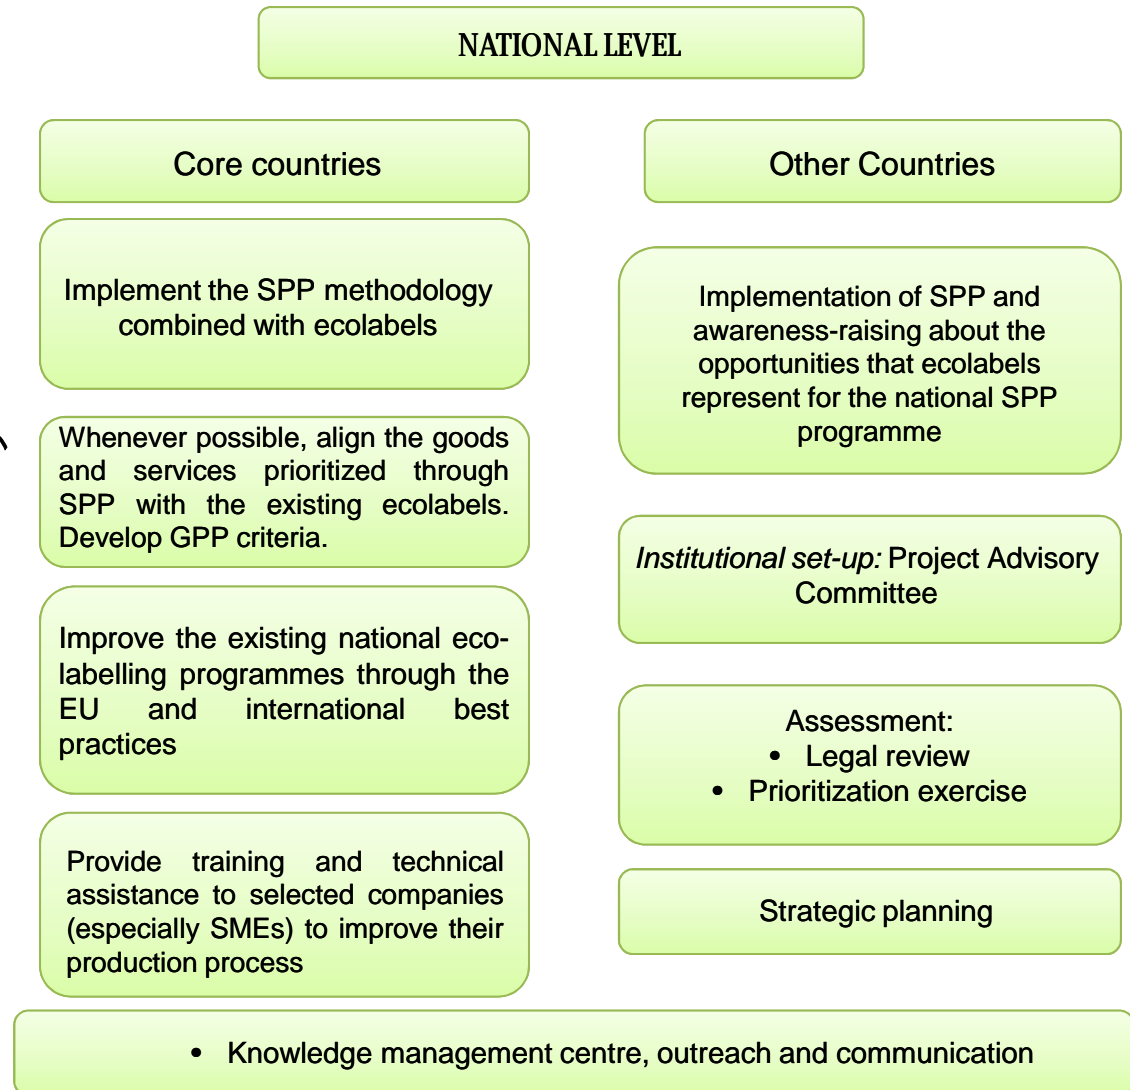 NATIONAL LEVEL
Core countries
Implement the SPP methodology
combined with ecolabels
Whenever possible, align the goods
and services prioritized through
SPP with the existing ecolabels.
Develop GPP criteria.
Improve the existing national eco-
labelling programmes through the
EU and international best
practices
Provide training and technical
assistance to selected companies
(especially SMEs) to improve their
production process
Other Countries
Implementation of SPP and
awareness-raising about the
opportunities that ecolabels
represent for the national SPP
programme
Institutional set-up: Project Advisory
Committee
Assessment:
• Legal review
• Prioritization exercise
Strategic planning
• Knowledge management centre, outreach and communication